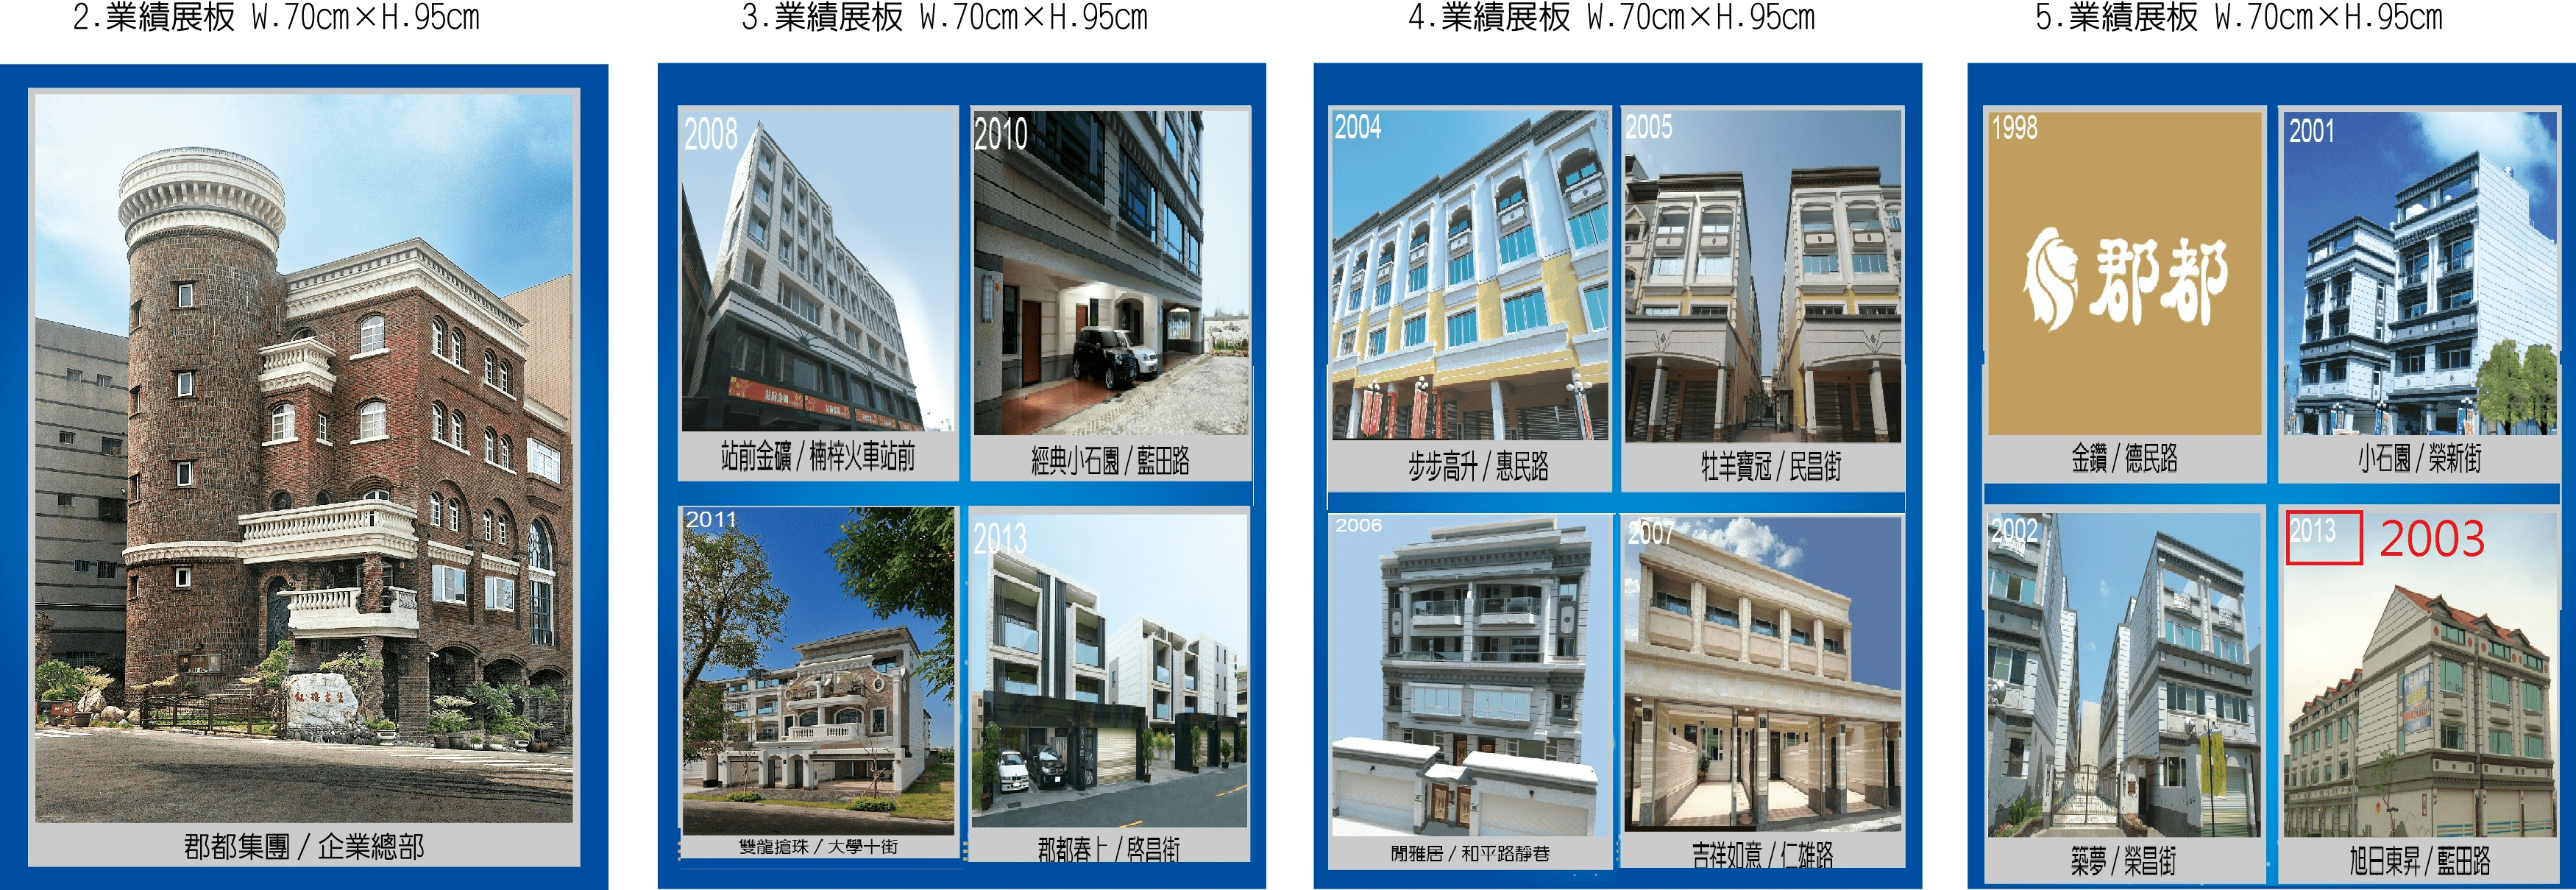 2.業績展板 W.70cm×H.95cm
3.業績展板 W.70cm×H.95cm
4.業績展板 W.70cm×H.95cm
5.業績展板 W.70cm×H.95cm
郡都集團/企業總部
2008
站前金礦/楠梓火車站前
2010
經典小石園/藍田路
2011
雙龍搶珠/大學十街
2013
郡都春上/啓昌街
2004
步步高升/惠民路
2005
牡羊寶冠/民昌街
2006
閒雅居/和平路靜巷
2007
吉祥如意/仁雄路
1998
郡都
金鑽/德民路
2001
小石園/榮新街
2002
築夢/榮昌街
2013
2003
旭日東昇/藍田路